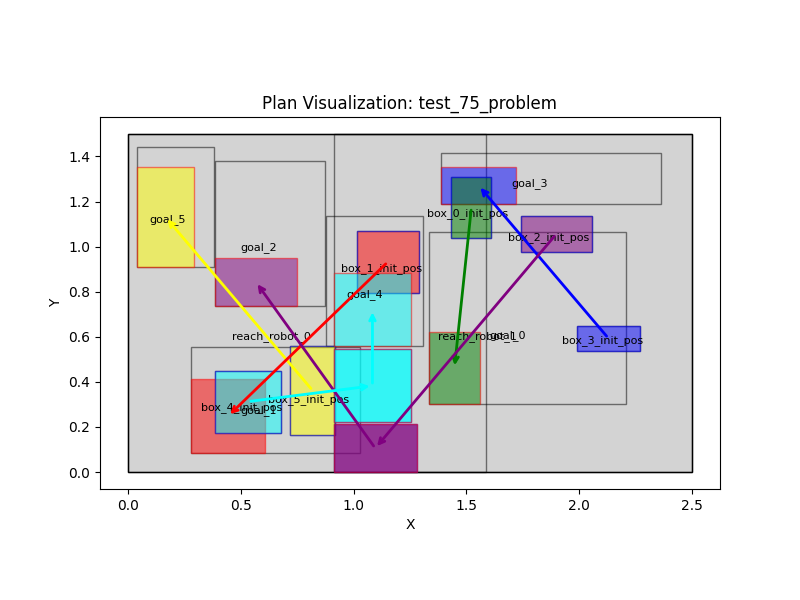 Plan Visualization: test_75_problem
Y
1.4
1.2
1.0
0.8
0.6
0.4
0.2
0.0
goal_5
goal_3
box_0_init_pos
box_2_init_pos
goal_2
box_1_init_pos
goal_4
reach_robot_0
reach_robot_1
goal_0
box_3_init_pos
box_5_init_pos
box_4_init_pos
goal_1
0.0 0.5 1.0 1.5 2.0 2.5
X